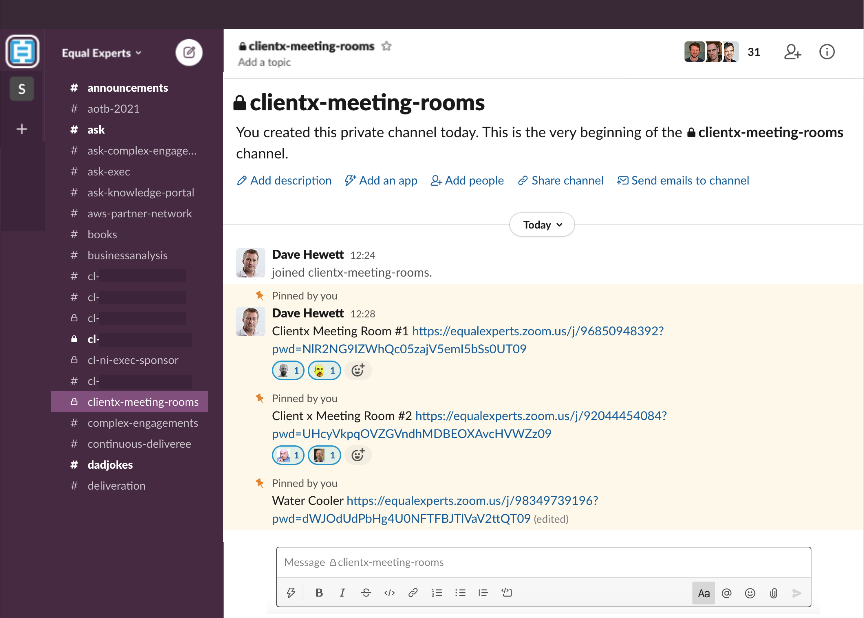 Equal Experts
S
+
# announcements
# aotb-2021
# ask
# ask-complex-engage...
# ask-exec
# ask-knowledge-portal
# aws-partner-network
# books
# businessanalysis
# cl-
# cl-
cl-
cl-
cl-ni-exec-sponsor
# cl-
clientx-meeting-rooms
# complex-engagements
# continuous-deliveree
# dadjokes
# deliveration
clientx-meeting-rooms
Add a topic
31
clientx-meeting-rooms
You created this private channel today. This is the very beginning of the clientx-meeting-rooms
channel.
Add description Add an app Add people Share channel Send emails to channel
Today
Dave Hewett 12:24
joined clientx-meeting-rooms.
Pinned by you
Dave Hewett 12:28
Clientx Meeting Room #1 https://equalexperts.zoom.us/j/96850948392?
pwd=NlR2NG9IZWhQc05zajV5emI5bSs0UT09
1 1
Pinned by you
Client x Meeting Room #2 https://equalexperts.zoom.us/j/92044454084?
pwd=UHcyVkpqOVZGVndhMDBEOXAvcHVWZz09
1 1
Pinned by you
Water Cooler https://equalexperts.zoom.us/j/98349739196?
pwd=dWJOdUdPbHg4U0NFTFBJTlVaV2ttQT09 (edited)
Message clientx-meeting-rooms
B I S </> Aa @